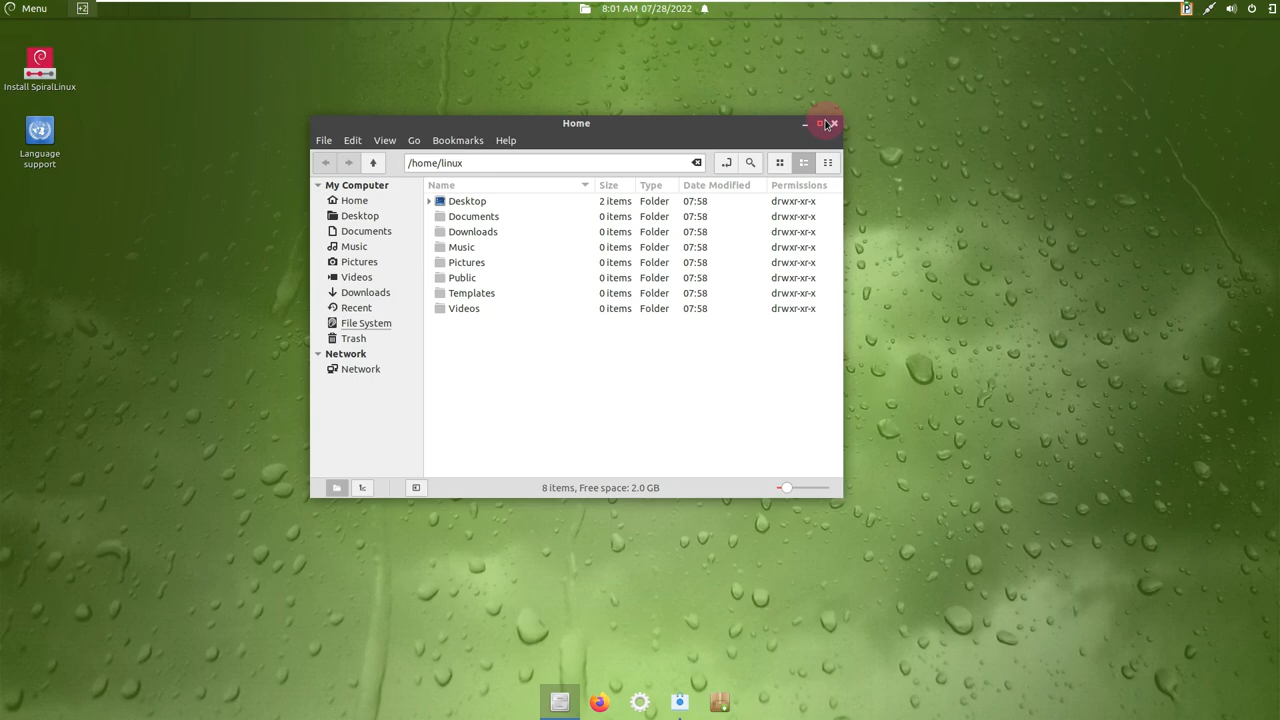 Menu
+2
8:01 AM 07/28/2022
Install SpiralLinux
Language
support
Home
File Edit View Go Bookmarks Help
/home/linux
My Computer
Home
Desktop
Documents
Music
Pictures
Videos
Downloads
Recent
File System
Trash
Network
Network
Name Size Type Date Modified Permissions
Desktop 2 items Folder 07:58 drwxr-xr-x
Documents 0 items Folder 07:58 drwxr-xr-x
Downloads 0 items Folder 07:58 drwxr-xr-x
Music 0 items Folder 07:58 drwxr-xr-x
Pictures 0 items Folder 07:58 drwxr-xr-x
Public 0 items Folder 07:58 drwxr-xr-x
Templates 0 items Folder 07:58 drwxr-xr-x
Videos 0 items Folder 07:58 drwxr-xr-x
8 items, Free space: 2.0 GB